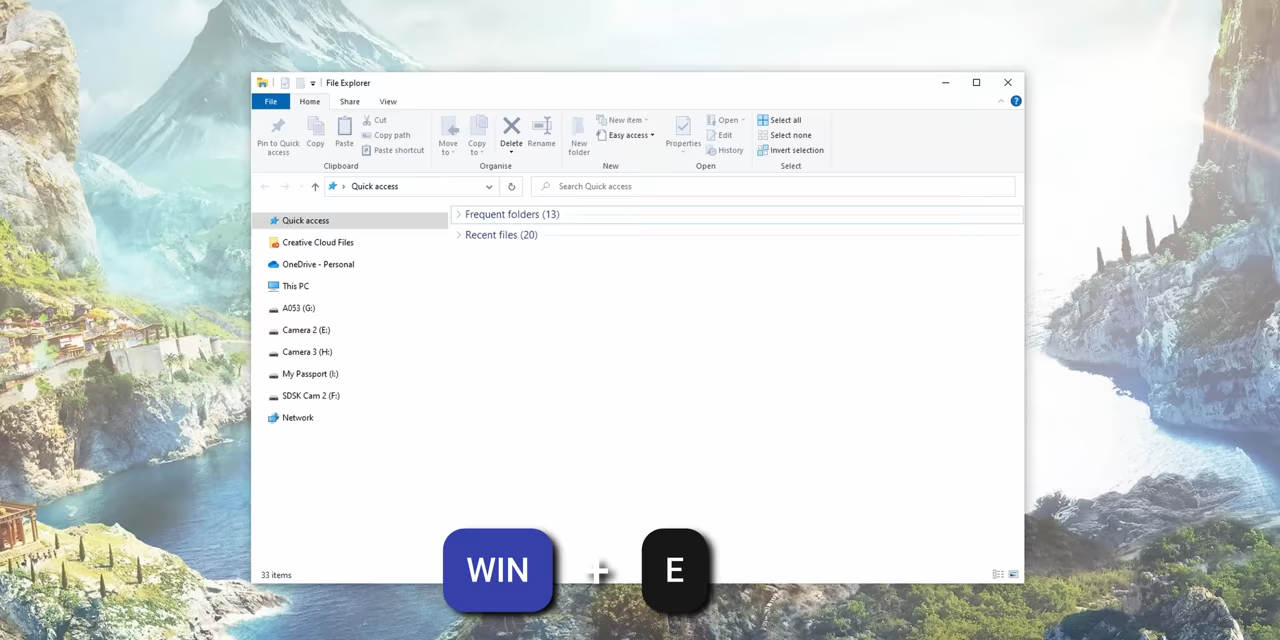 File Explorer
File Home Share View
Pin to Quick access
Copy
Paste
Cut
Copy path
Paste shortcut
Clipboard
Move to
Copy to
Delete
Rename
Organise
New folder
New item
Easy access
New
Properties
Open
Edit
History
Open
Select all
Select none
Invert selection
Select
Quick access
Search Quick access
Quick access
Creative Cloud Files
OneDrive - Personal
This PC
A053 (G:)
Camera 2 (E:)
Camera 3 (H:)
My Passport (I:)
SDSK Cam 2 (F:)
Network
Frequent folders (13)
Recent files (20)
33 items
WIN + E